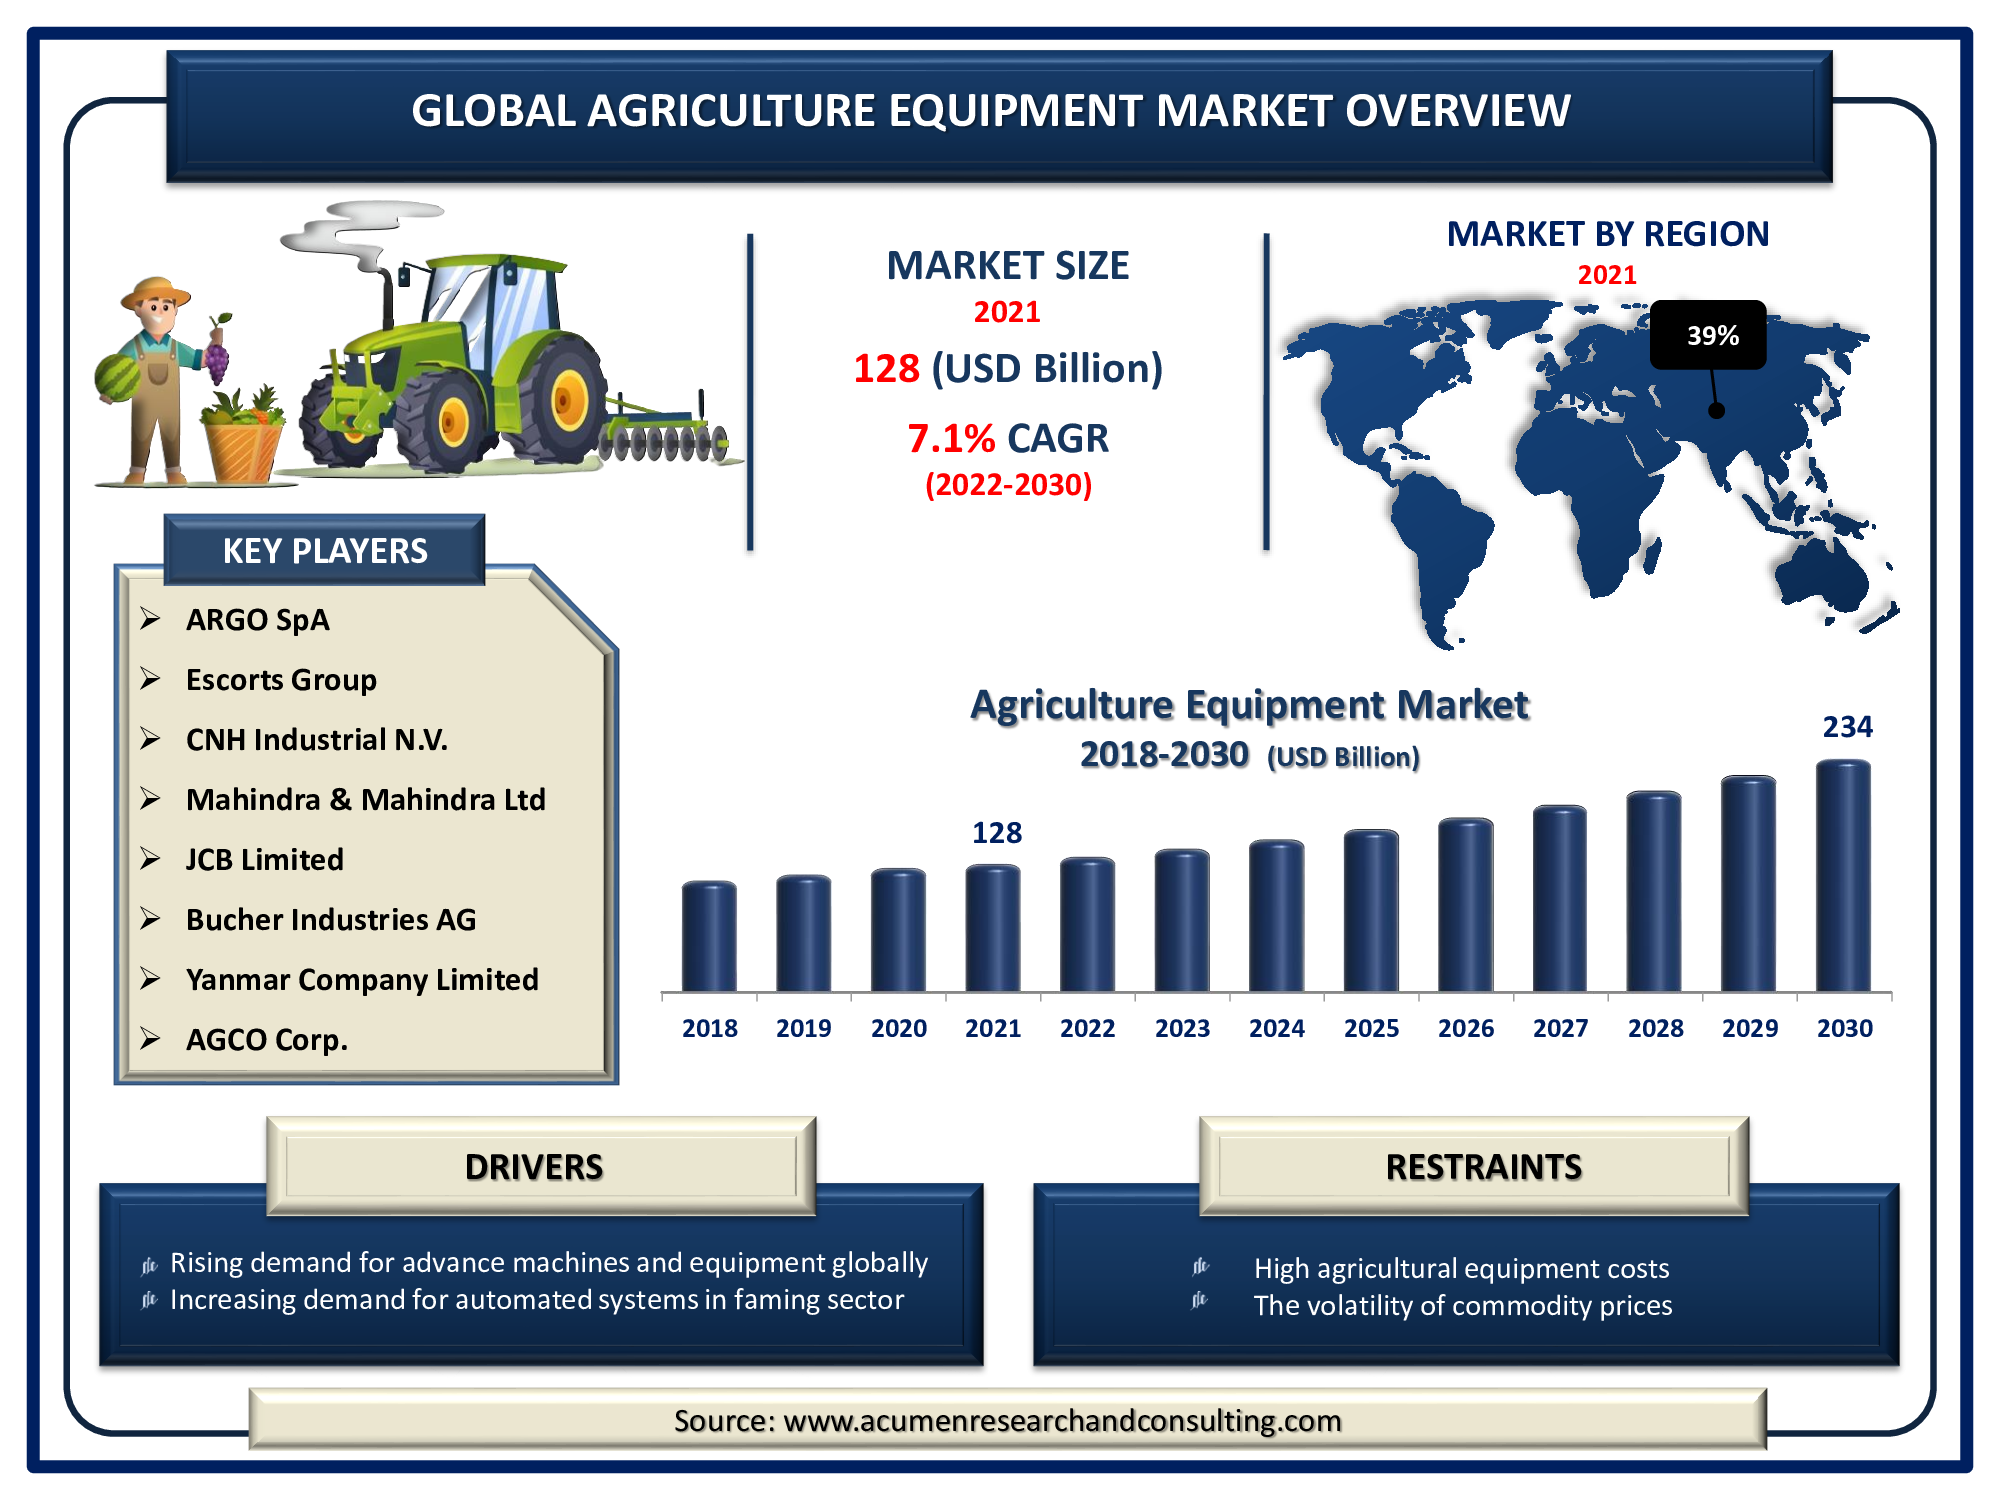 GLOBAL AGRICULTURE EQUIPMENT MARKET OVERVIEW
MARKET SIZE
2021
128 (USD Billion)
7.1% CAGR
(2022-2030)
MARKET BY REGION
2021
39%
KEY PLAYERS
ARGO SpA
Escorts Group
CNH Industrial N.V.
Mahindra & Mahindra Ltd
JCB Limited
Bucher Industries AG
Yanmar Company Limited
AGCO Corp.
Agriculture Equipment Market
2018-2030 (USD Billion)
128
234
2018 2019 2020 2021 2022 2023 2024 2025 2026 2027 2028 2029 2030
DRIVERS
Rising demand for advance machines and equipment globally
Increasing demand for automated systems in faming sector
RESTRAINTS
High agricultural equipment costs
The volatility of commodity prices
Source: www.acumenresearchandconsulting.com